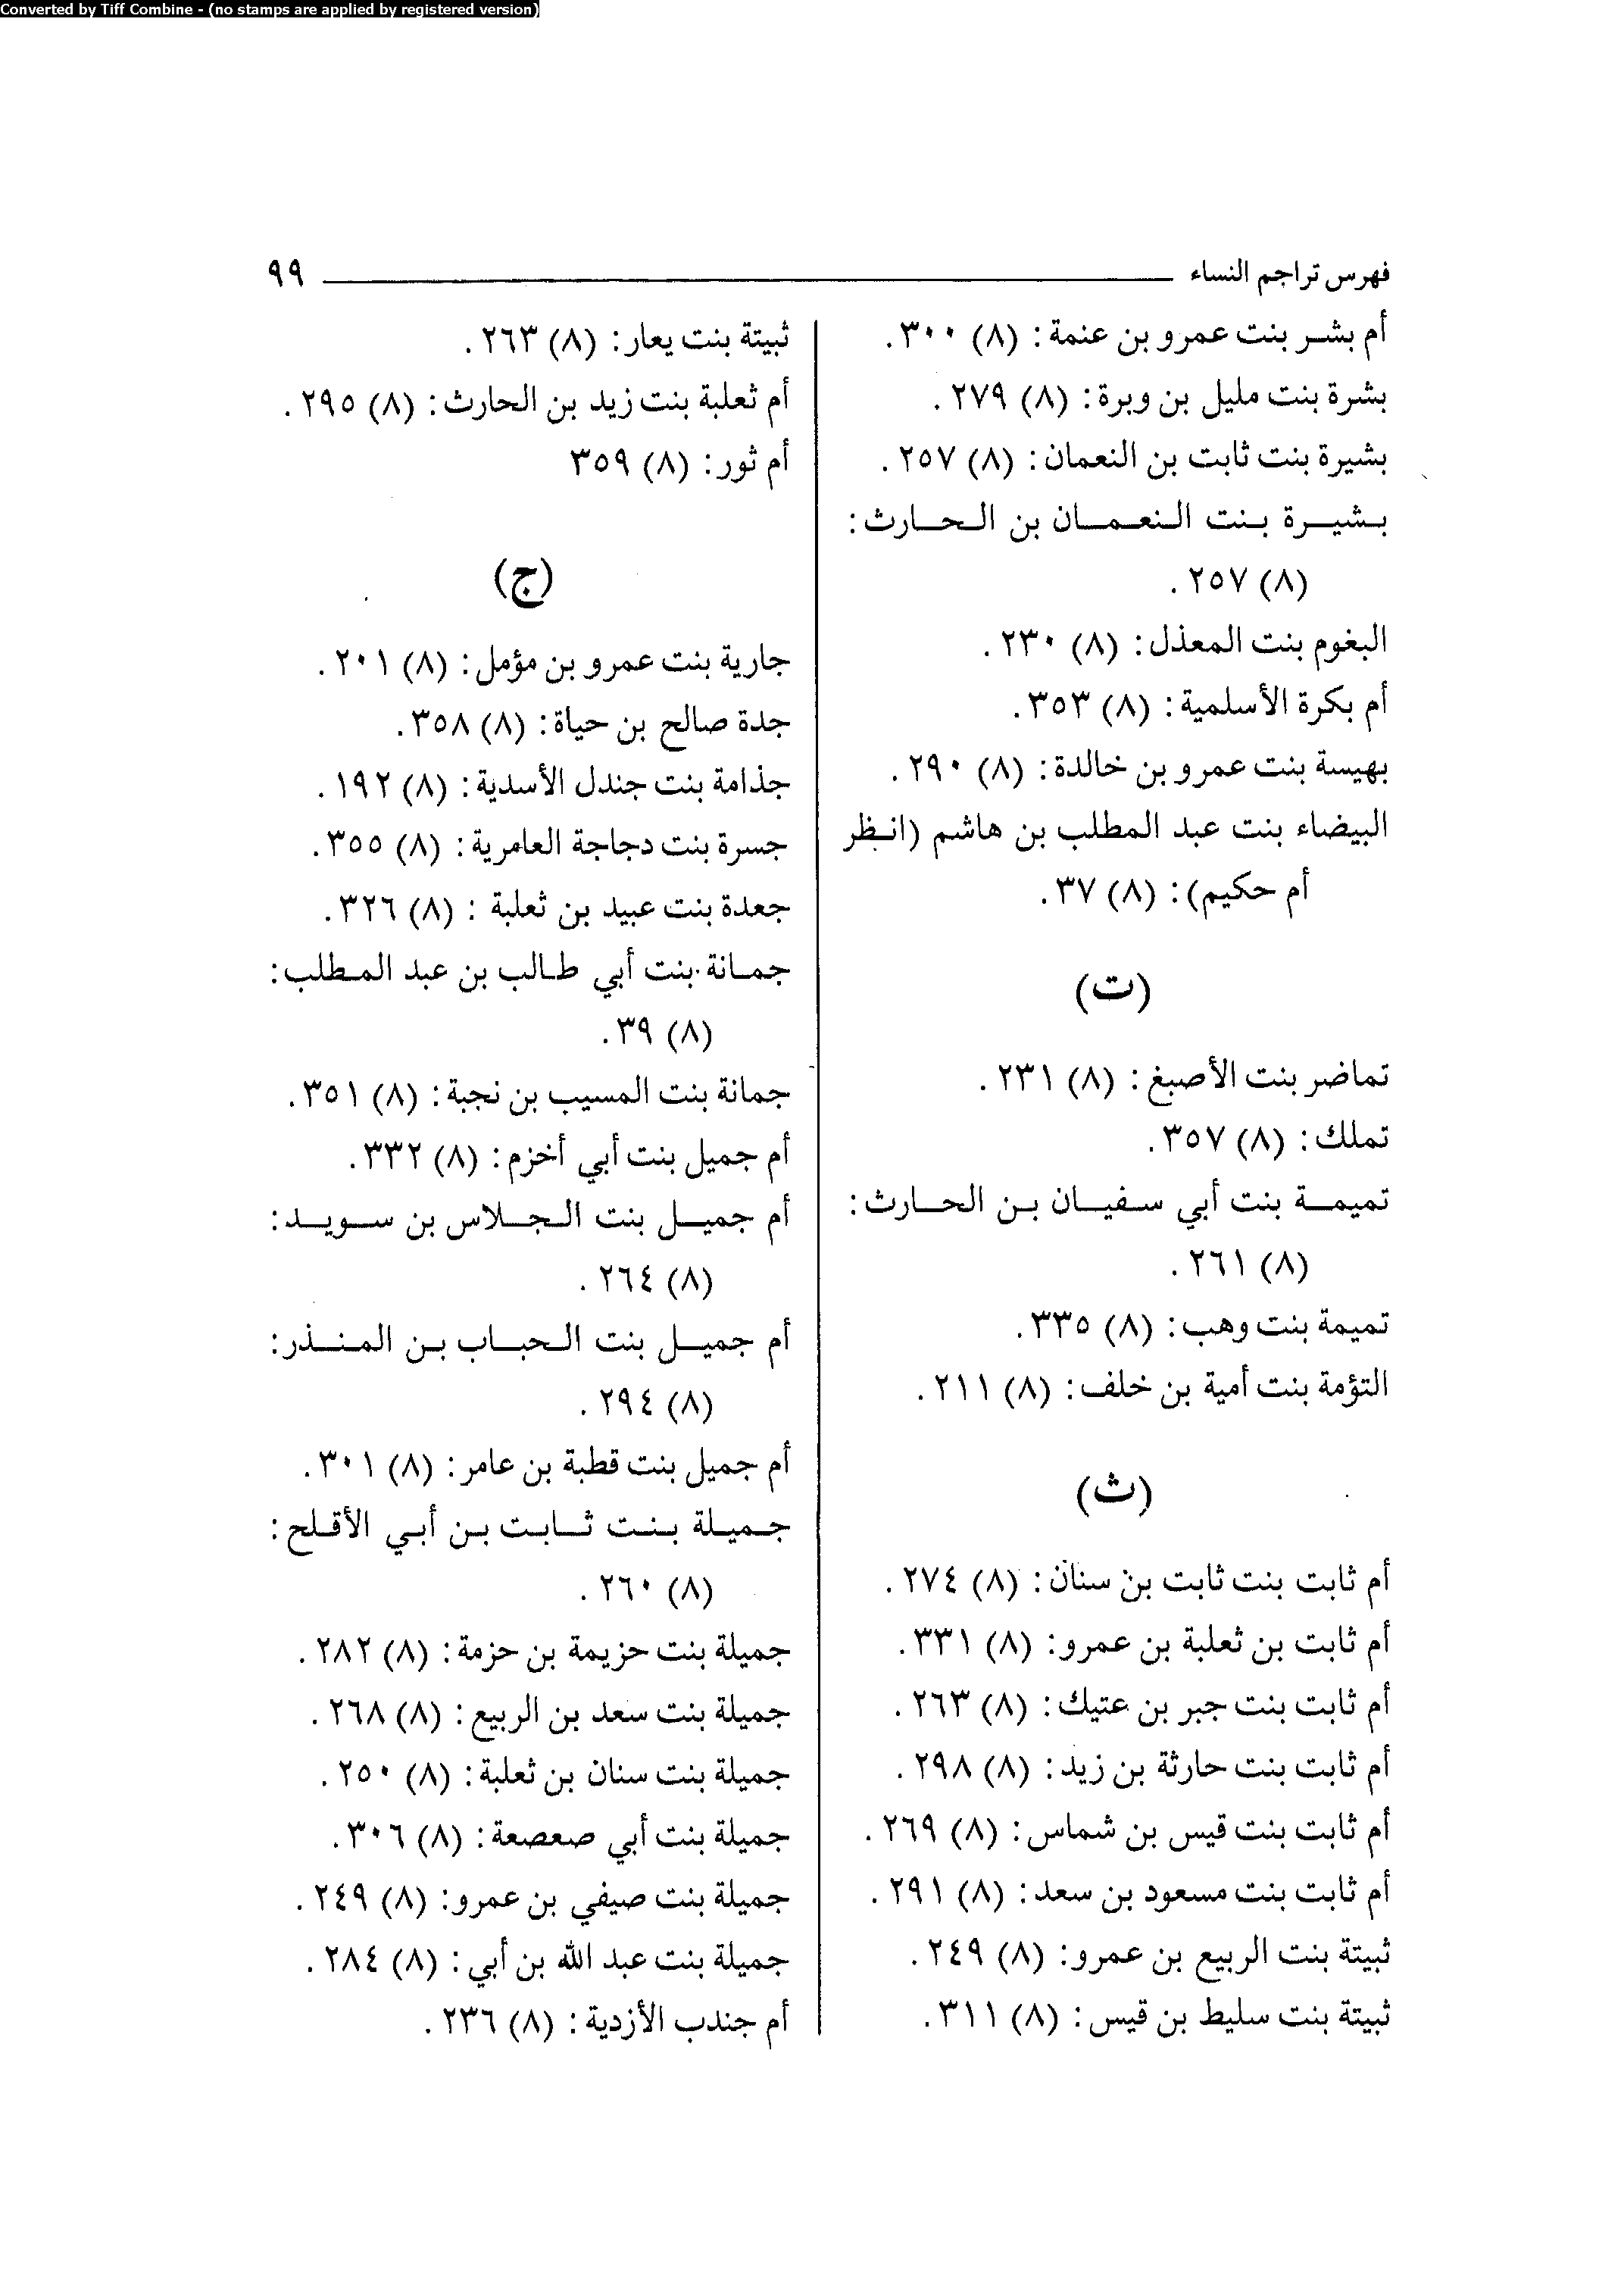 Converted by Tiff Combine - (no stamps are applied by registered version)
فهرس تراجم النساء ٩٩
أم بشر بنت عمرو بن عنمة: (٨) ٣٠٠.
بشرة بنت مليل بن وبرة: (٨) ٢٧٩.
بشيرة بنت ثابت بن النعمان: (٨) ٢٥٧.
بشيرة بنت النعمان بن الحارث:
(٨) ٢٥٧.
البغوم بنت المعذل: (٨) ٢٣٠.
أم بكرة الأسلمية: (٨) ٣٥٣.
بهيسة بنت عمرو بن خالدة: (٨) ٢٩٠.
البيضاء بنت عبد المطلب بن هاشم (انظر
أم حكيم): (٨) ٣٧.
(ت)
تماضر بنت الأصبغ: (٨) ٢٣١.
تملك: (٨) ٣٥٧.
تميمة بنت أبي سفيان بن الحارث:
(٨) ٢٦١.
تميمة بنت وهب: (٨) ٣٣٥.
التؤمة بنت أمية بن خلف: (٨) ٢١١.
(ث)
أم ثابت بنت ثابت بن سنان: (٨) ٢٧٤.
أم ثابت بن ثعلبة بن عمرو: (٨) ٣٣١.
أم ثابت بنت جبر بن عتيك: (٨) ٢٦٣.
أم ثابت بنت حارثة بن زيد: (٨) ٢٩٨.
أم ثابت بنت قيس بن شماس: (٨) ٢٦٩.
أم ثابت بنت مسعود بن سعد: (٨) ٢٩١.
ثبيتة بنت الربيع بن عمرو: (٨) ٢٤٩.
ثبيتة بنت سليط بن قيس: (٨) ٣١١.
ثبيتة بنت يعار: (٨) ٢٦٣.
أم ثعلبة بنت زيد بن الحارث: (٨) ٢٩٥.
أم ثور: (٨) ٣٥٩
(ج)
جارية بنت عمرو بن مؤمل: (٨) ٢٠١.
جدة صالح بن حياة: (٨) ٣٥٨.
جذامة بنت جندل الأسدية: (٨) ١٩٢.
جسرة بنت دجاجة العامرية: (٨) ٣٥٥.
جعدة بنت عبيد بن ثعلبة : (٨) ٣٢٦.
جمانة بنت أبي طالب بن عبد المطلب:
(٨) ٣٩.
جمانة بنت المسيب بن نجبة: (٨) ٣٥١.
أم جميل بنت أبي أخزم: (٨) ٣٣٢.
أم جميل بنت الجلاس بن سويد:
(٨) ٢٦٤.
أم جميل بنت الحباب بن المنذر:
(٨) ٢٩٤.
أم جميل بنت قطبة بن عامر: (٨) ٣٠١.
جميلة بنت ثابت بن أبي الأقلح:
(٨) ٢٦٠.
جميلة بنت حزيمة بن حزمة: (٨) ٢٨٢.
جميلة بنت سعد بن الربيع: (٨) ٢٦٨.
جميلة بنت سنان بن ثعلبة: (٨) ٢٥٠.
جميلة بنت أبي صعصعة: (٨) ٣٠٦.
جميلة بنت صيفي بن عمرو: (٨) ٢٤٩.
جميلة بنت عبد الله بن أبي: (٨) ٢٨٤.
أم جندب الأزدية: (٨) ٢٣٦.